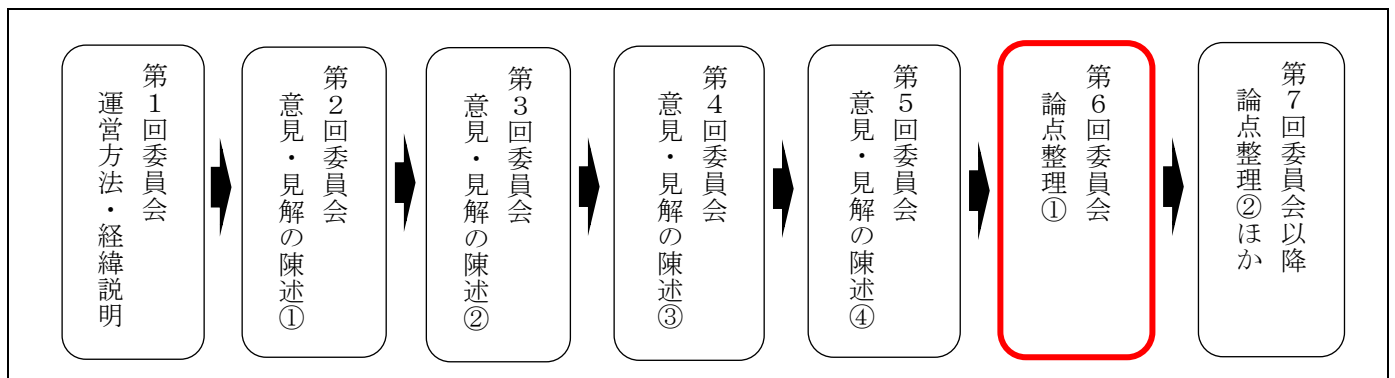 第１回委員会
運営方法・経緯説明
第２回委員会
意見・見解の陳述①
第３回委員会
意見・見解の陳述②
第４回委員会
意見・見解の陳述③
第５回委員会
意見・見解の陳述④
第６回委員会
論点整理①
第７回委員会以降
論点整理②ほか